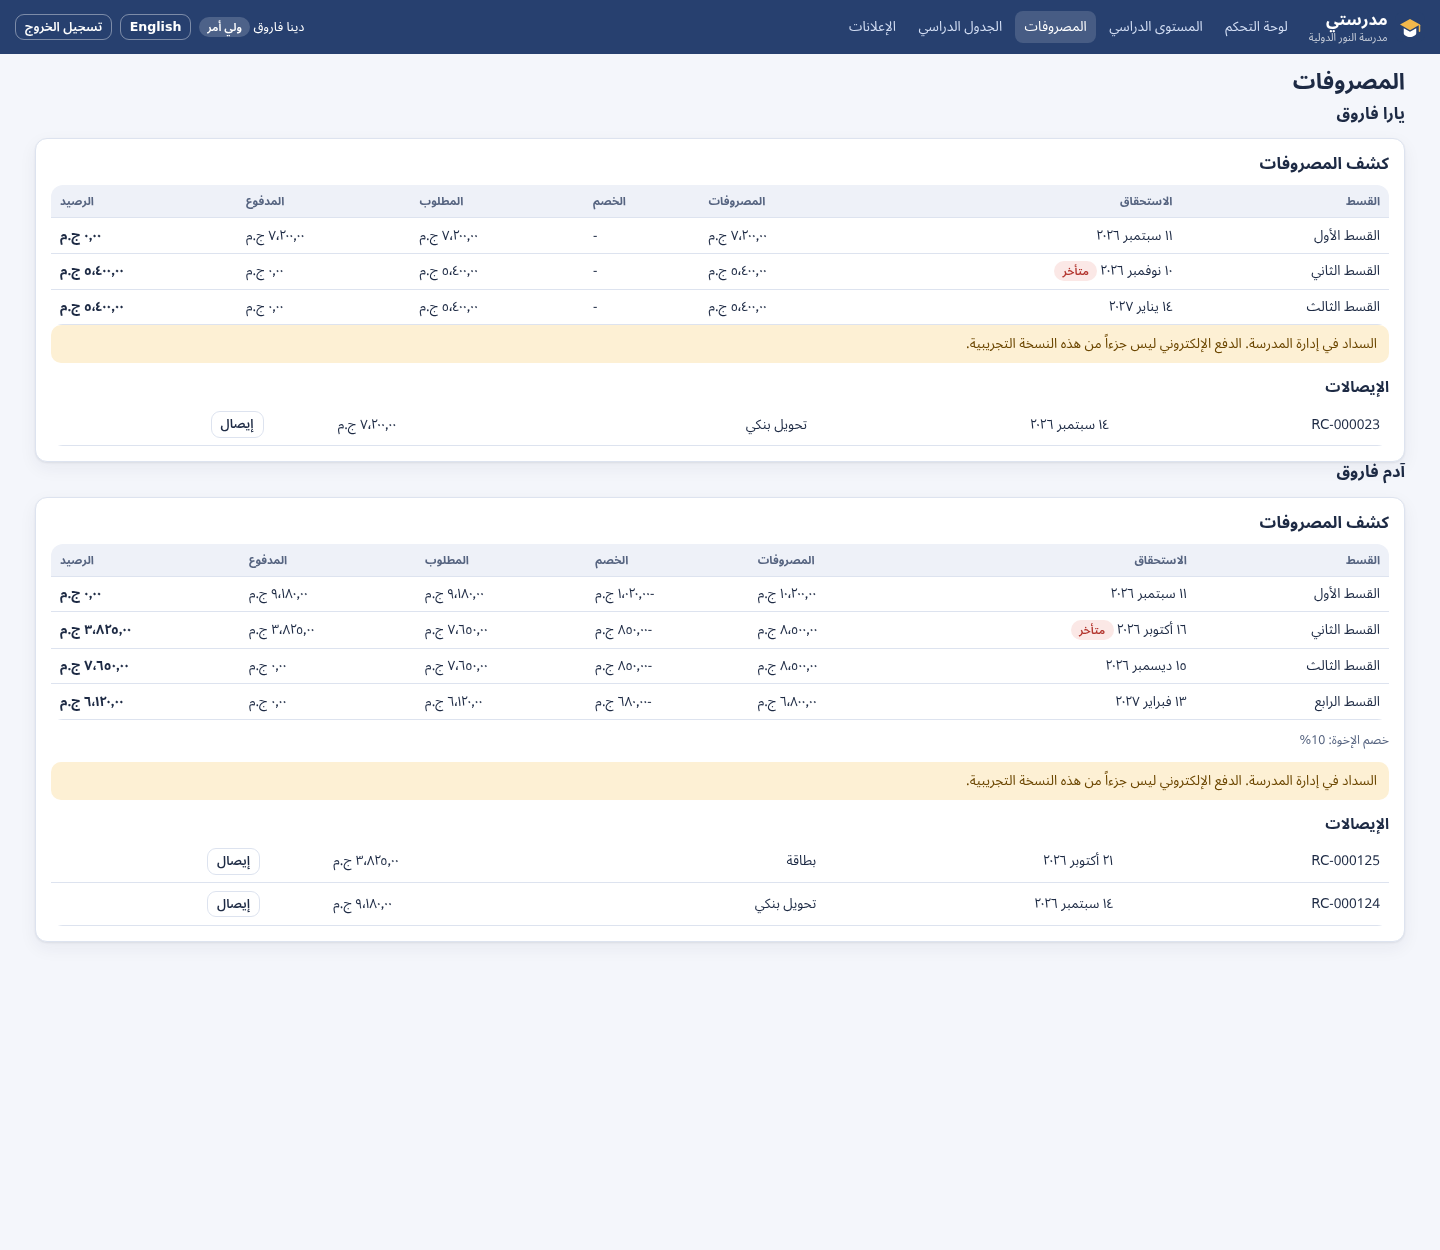 مدرستي
مدرسة النور الدولية
لوحة التحكم
المستوى الدراسي
المصروفات
الجدول الدراسي
الإعلانات
دينا فاروق ولي أمر
English
تسجيل الخروج
المصروفات
يارا فاروق
كشف المصروفات
القسط الاستحقاق المصروفات الخصم المطلوب المدفوع الرصيد
القسط الأول ١١ سبتمبر ٢٠٢٦ ٧،٢٠٠,٠٠ ج.م - ٧،٢٠٠,٠٠ ج.م ٧،٢٠٠,٠٠ ج.م ٠,٠٠ ج.م
القسط الثاني ١٠ نوفمبر ٢٠٢٦ متأخر ٥،٤٠٠,٠٠ ج.م - ٥،٤٠٠,٠٠ ج.م ٠,٠٠ ج.م ٥،٤٠٠,٠٠ ج.م
القسط الثالث ١٤ يناير ٢٠٢٧ ٥،٤٠٠,٠٠ ج.م - ٥،٤٠٠,٠٠ ج.م ٠,٠٠ ج.م ٥،٤٠٠,٠٠ ج.م
السداد في إدارة المدرسة. الدفع الإلكتروني ليس جزءاً من هذه النسخة التجريبية.
الإيصالات
RC-000023 ١٤ سبتمبر ٢٠٢٦ تحويل بنكي ٧،٢٠٠,٠٠ ج.م إيصال
آدم فاروق
كشف المصروفات
القسط الاستحقاق المصروفات الخصم المطلوب المدفوع الرصيد
القسط الأول ١١ سبتمبر ٢٠٢٦ ١٠،٢٠٠,٠٠ ج.م -١،٠٢٠,٠٠ ج.م ٩،١٨٠,٠٠ ج.م ٩،١٨٠,٠٠ ج.م ٠,٠٠ ج.م
القسط الثاني ١٦ أكتوبر ٢٠٢٦ متأخر ٨،٥٠٠,٠٠ ج.م -٨٥٠,٠٠ ج.م ٧،٦٥٠,٠٠ ج.م ٣،٨٢٥,٠٠ ج.م ٣،٨٢٥,٠٠ ج.م
القسط الثالث ١٥ ديسمبر ٢٠٢٦ ٨،٥٠٠,٠٠ ج.م -٨٥٠,٠٠ ج.م ٧،٦٥٠,٠٠ ج.م ٠,٠٠ ج.م ٧،٦٥٠,٠٠ ج.م
القسط الرابع ١٣ فبراير ٢٠٢٧ ٦،٨٠٠,٠٠ ج.م -٦٨٠,٠٠ ج.م ٦،١٢٠,٠٠ ج.م ٠,٠٠ ج.م ٦،١٢٠,٠٠ ج.م
خصم الإخوة: 10%
السداد في إدارة المدرسة. الدفع الإلكتروني ليس جزءاً من هذه النسخة التجريبية.
الإيصالات
RC-000125 ٢١ أكتوبر ٢٠٢٦ بطاقة ٣،٨٢٥,٠٠ ج.م إيصال
RC-000124 ١٤ سبتمبر ٢٠٢٦ تحويل بنكي ٩،١٨٠,٠٠ ج.م إيصال